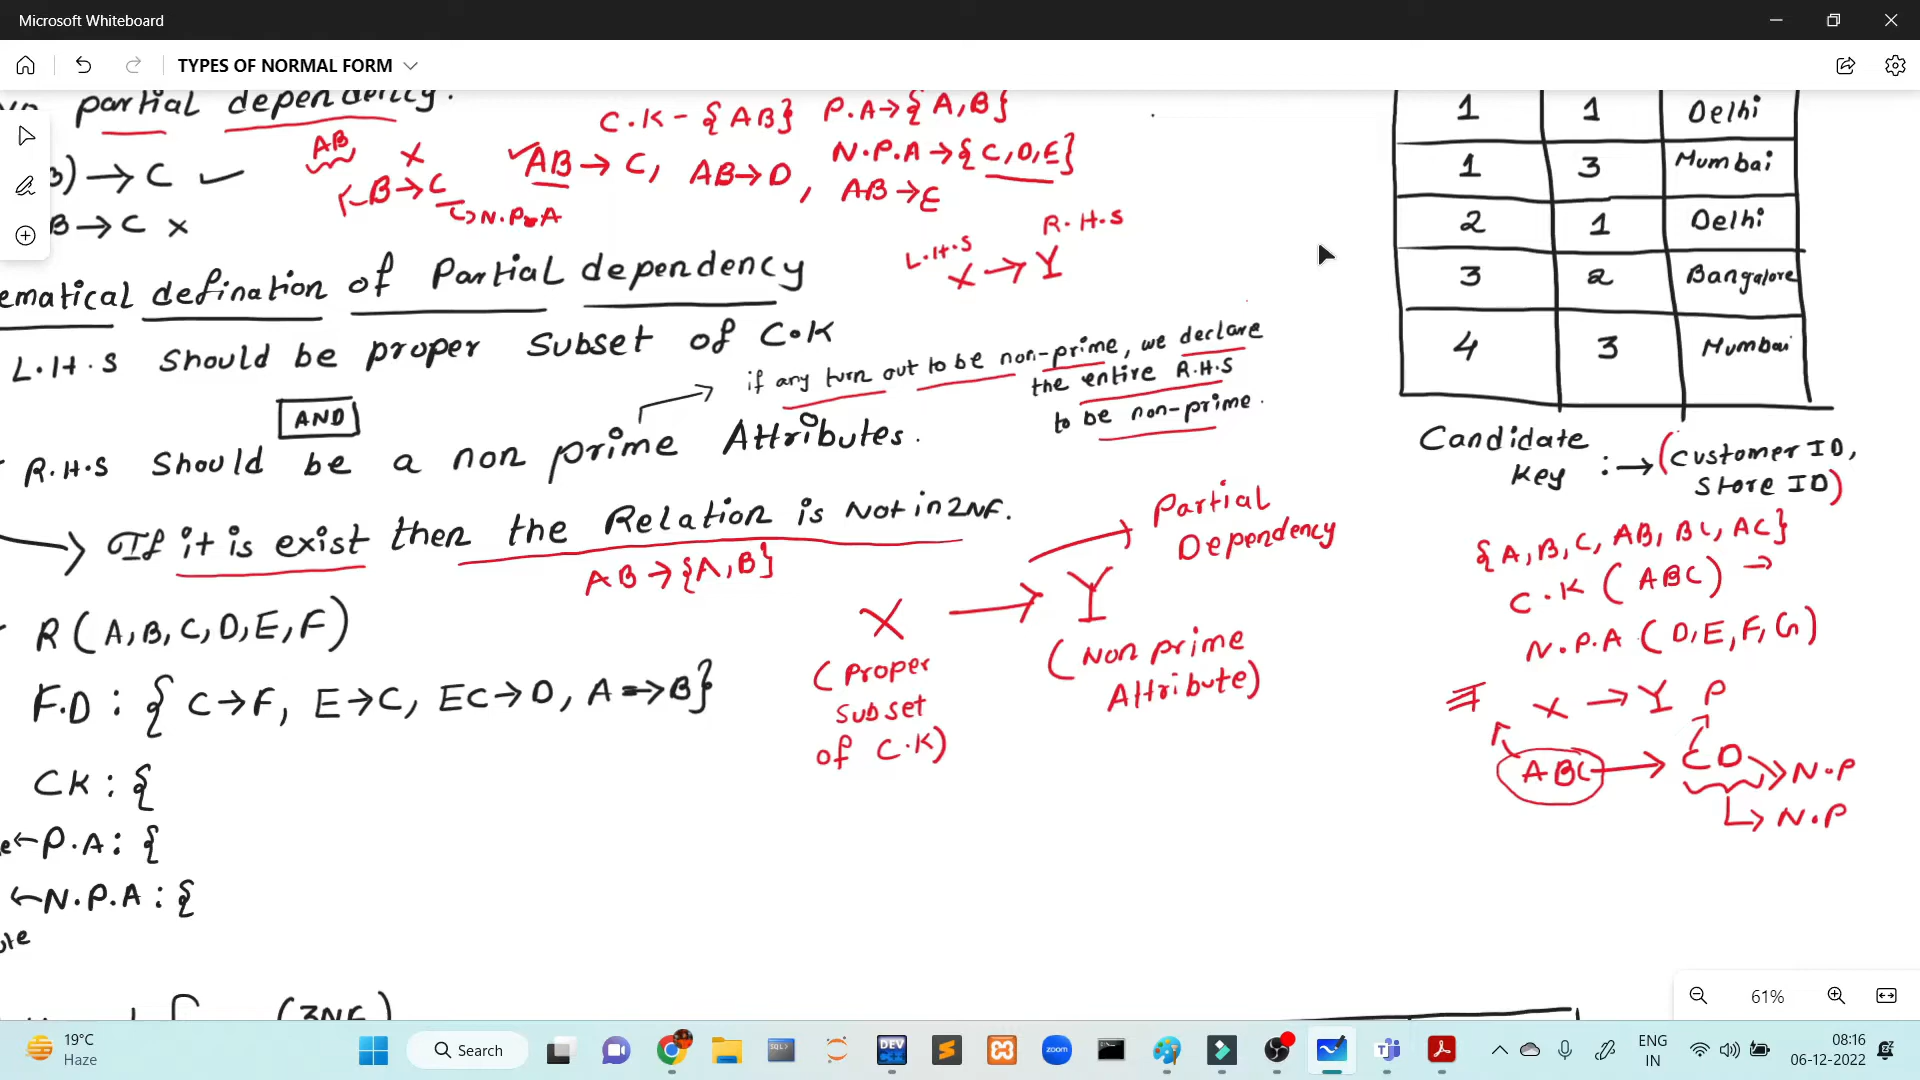 Microsoft Whiteboard
TYPES OF NORMAL FORM
partial dependency.
C.K - {AB} P.A → {A,B}
AB
B) → C ✓
B → C x
B → C
↳ N.P.A
AB → C, AB → D, AB → E
N.P.A → {C,D,E}
L.H.S R.H.S
X → Y
ematical defination of Partial dependency
L.H.S Should be proper Subset of C.K
AND
R.H.S Should be a non prime Attributes.
if any turn out to be non-prime, we declare
the entire R.H.S
to be non-prime.
If it is exist then the Relation is Not in 2NF.
AB → {A,B}
R(A,B,C,D,E,F)
F.D : { C→F, E→C, EC→D, A→B}
CK : {
←P.A : {
←N.P.A : {
ute
(3NF)
X → Y
Partial
Dependency
(Proper
Subset
of C.K)
(Non prime
Attribute)
1 1 Delhi
1 3 Mumbai
2 1 Delhi
3 2 Bangalore
4 3 Mumbai
Candidate
Key : → (Customer ID,
Store ID)
{A, B, C, AB, BC, AC}
C.K (ABC) →
N.P.A (D,E,F,G)
X → Y P
ABC → CD → N.P
↳ N.P
61%
19°C
Haze
Search
ENG
IN
08:16
06-12-2022